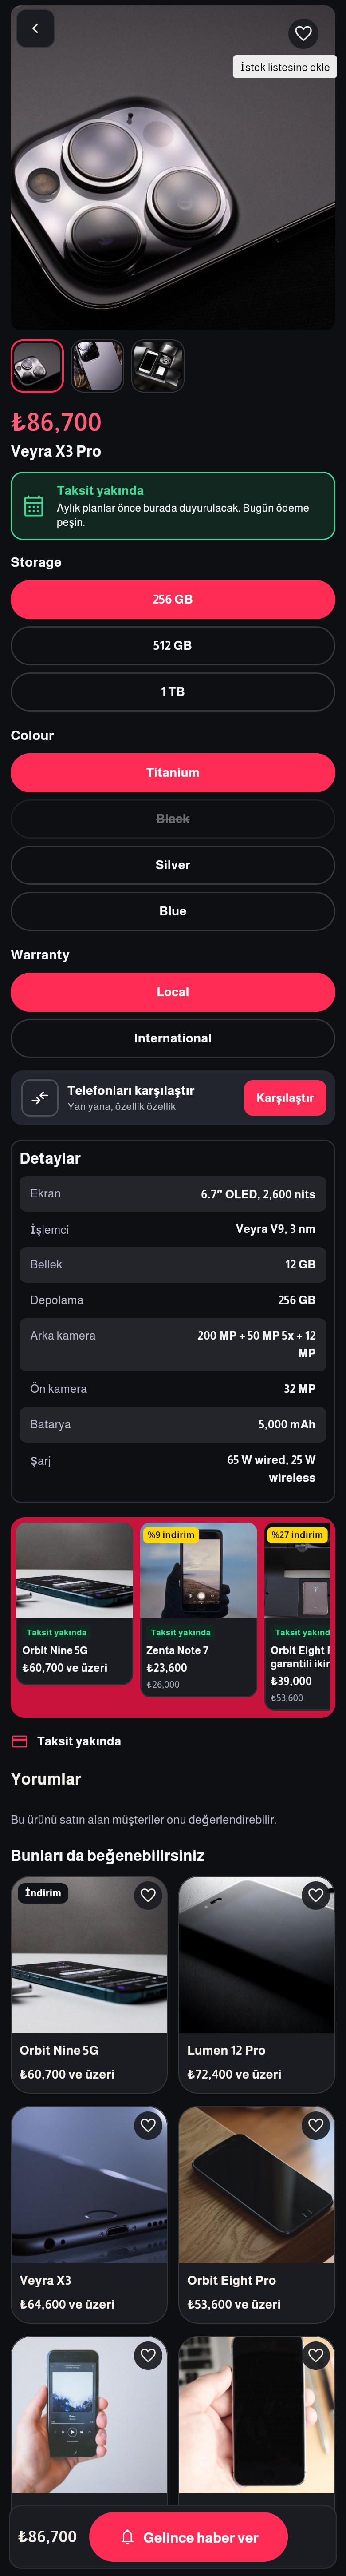 İstek listesine ekle
₺86,700
Veyra X3 Pro
Taksit yakında
Aylık planlar önce burada duyurulacak. Bugün ödeme
peşin.
Storage
256 GB
512 GB
1 TB
Colour
Titanium
Black
Silver
Blue
Warranty
Local
International
Telefonları karşılaştır
Yan yana, özellik özellik
Karşılaştır
Detaylar
Ekran
6.7″ OLED, 2,600 nits
İşlemci
Veyra V9, 3 nm
Bellek
12 GB
Depolama
256 GB
Arka kamera
200 MP + 50 MP 5x + 12
MP
Ön kamera
32 MP
Batarya
5,000 mAh
Şarj
65 W wired, 25 W
wireless
Taksit yakında
Orbit Nine 5G
₺60,700 ve üzeri
%9 indirim
Taksit yakında
Zenta Note 7
₺23,600
₺26,000
%27 indirim
Taksit yakınd
Orbit Eight P
garantili ikir
₺39,000
₺53,600
Taksit yakında
Yorumlar
Bu ürünü satın alan müşteriler onu değerlendirebilir.
Bunları da beğenebilirsiniz
İndirim
Orbit Nine 5G
₺60,700 ve üzeri
Lumen 12 Pro
₺72,400 ve üzeri
Veyra X3
₺64,600 ve üzeri
Orbit Eight Pro
₺53,600 ve üzeri
₺86,700
Gelince haber ver